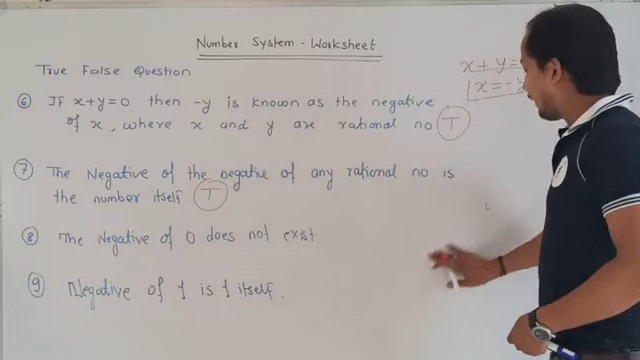 Number System - Worksheet
True False Question
x + y =
x = -y
⑥ If x+y=0 then -y is known as the negative
of x, where x and y are rational no T
⑦ The Negative of the negative of any rational no is
the number itself. T
⑧ The Negative of 0 does not exist
⑨ Negative of 1 is 1 itself.